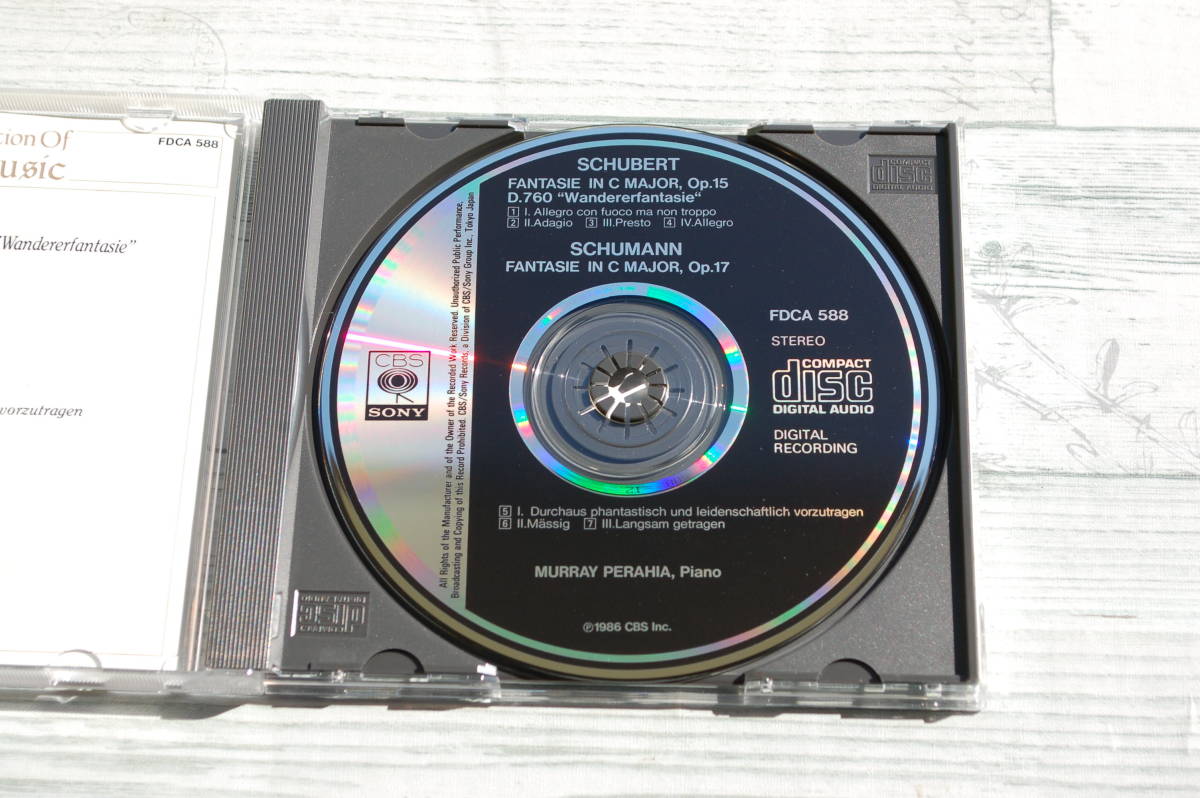 tion Of
usic
FDCA 588
"Wandererfantasie"
vorzutragen
SCHUBERT
FANTASIE IN C MAJOR, Op.15
D.760 "Wandererfantasie"
1 I. Allegro con fuoco ma non troppo
2 II.Adagio 3 III.Presto 4 IV.Allegro
SCHUMANN
FANTASIE IN C MAJOR, Op.17
FDCA 588
STEREO
COMPACT
disc
DIGITAL AUDIO
DIGITAL
RECORDING
CBS
SONY
All Rights of the Manufacturer and of the Owner of the Recorded Work Reserved. Unauthorized Public Performance,
Broadcasting and Copying of this Record Prohibited. CBS/Sony Records, a Division of CBS/Sony Group Inc., Tokyo Japan
5 I. Durchaus phantastisch und leidenschaftlich vorzutragen
6 II.Mässig 7 III.Langsam getragen
MURRAY PERAHIA, Piano
℗1986 CBS Inc.
COMPACT
disc
DIGITAL AUDIO
COMPACT
disc
DIGITAL AUDIO